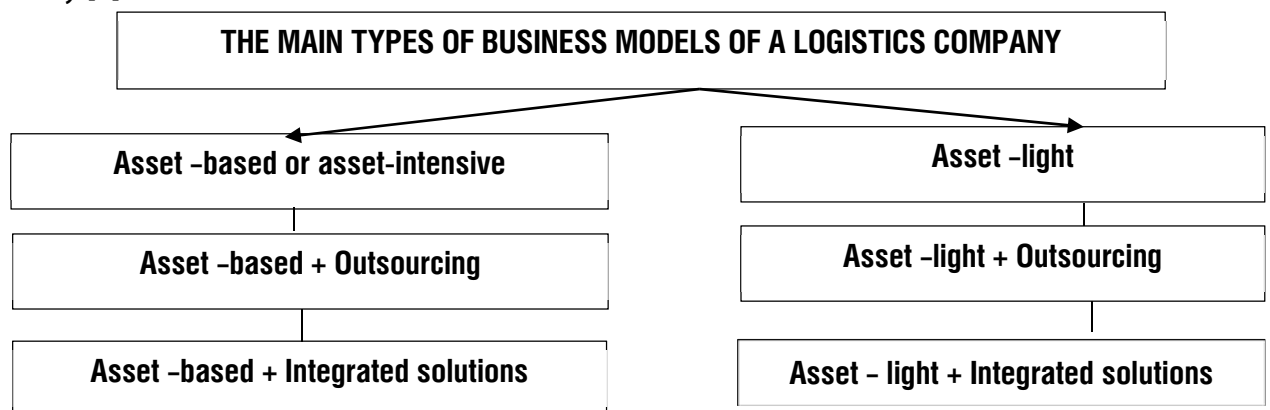 THE MAIN TYPES OF BUSINESS MODELS OF A LOGISTICS COMPANY
Asset –based or asset-intensive
Asset –light
Asset –based + Outsourcing
Asset –light + Outsourcing
Asset –based + Integrated solutions
Asset – light + Integrated solutions